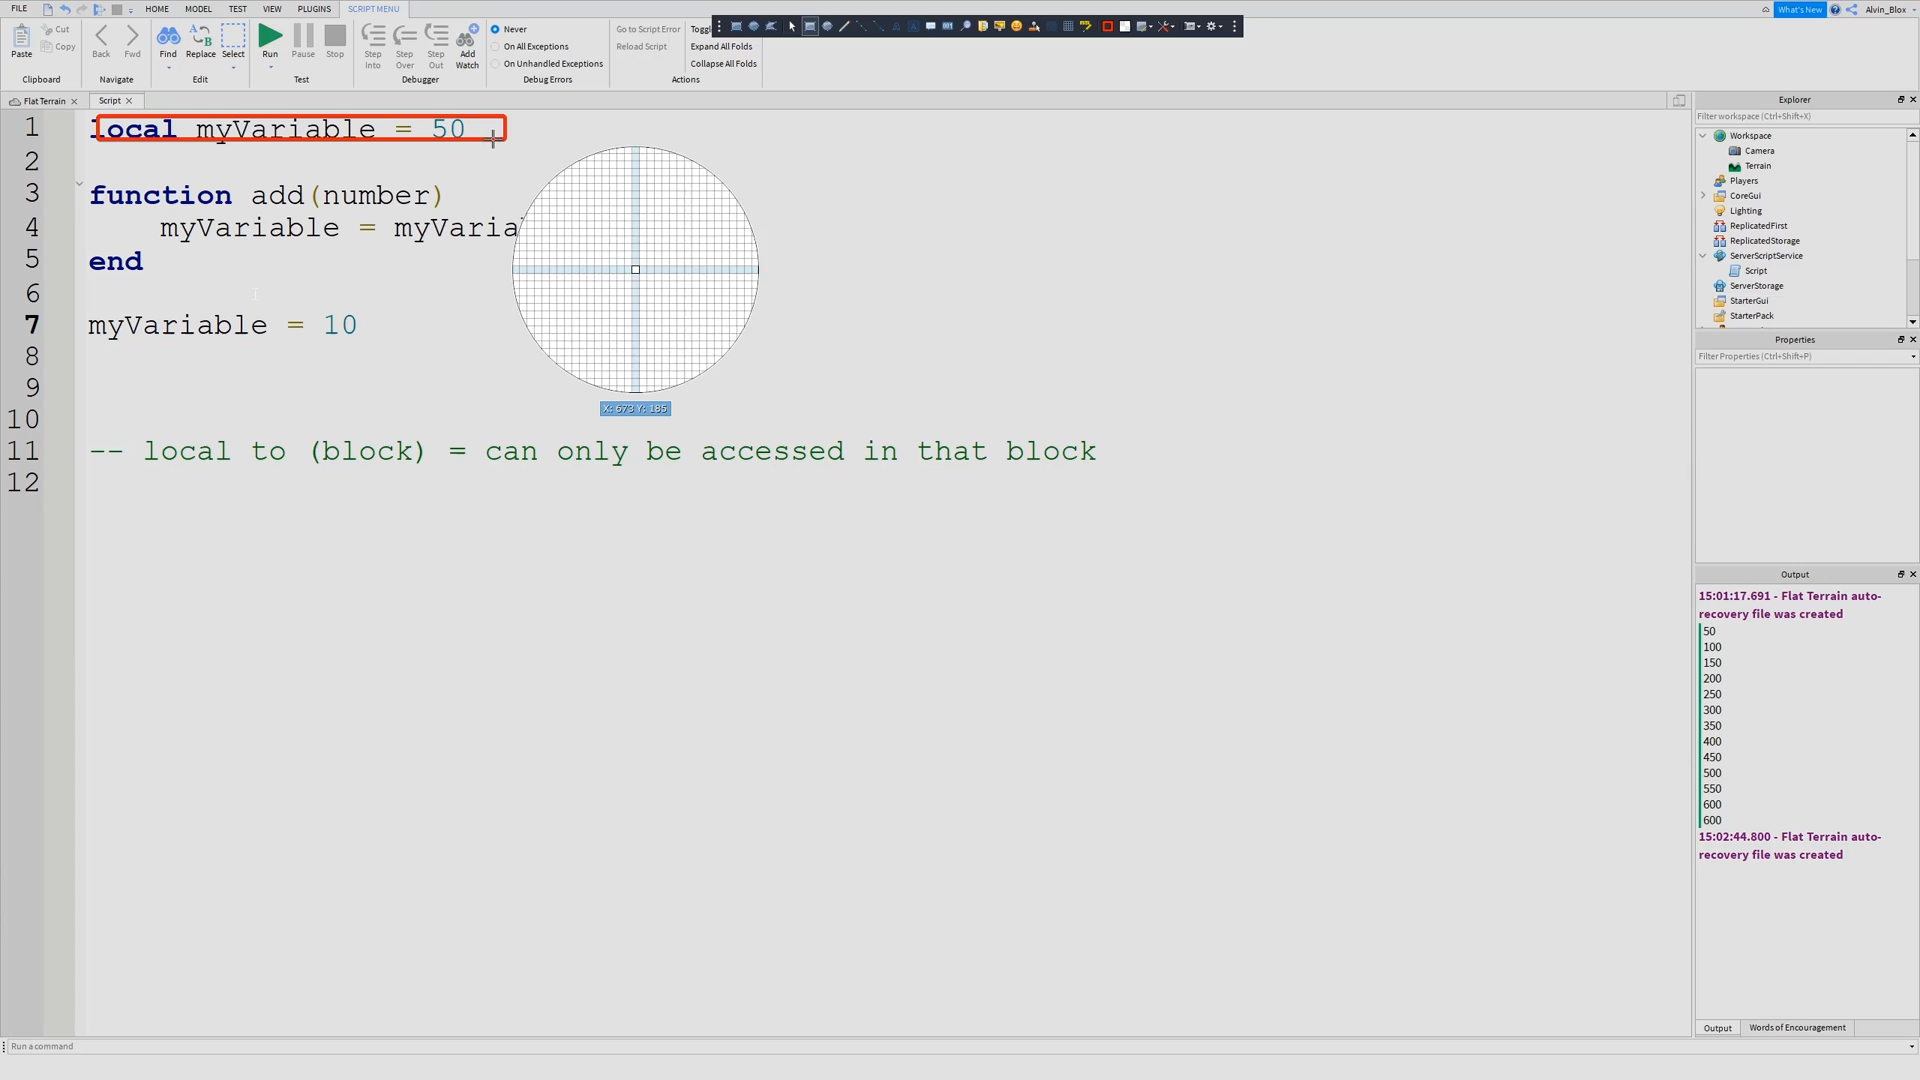 FILE HOME MODEL TEST VIEW PLUGINS SCRIPT MENU What's New Alvin_Blox
Paste Cut Copy Clipboard
Back Fwd Navigate
Find Replace Select Edit
Run Pause Stop Test
Step Into Step Over Step Out Add Watch Debugger
Never
On All Exceptions
On Unhandled Exceptions
Debug Errors
Go to Script Error
Reload Script
Toggl
Expand All Folds
Collapse All Folds
Actions
Flat Terrain Script
1 local myVariable = 50
2
3 function add(number)
4 myVariable = myVaria
5 end
6
7 myVariable = 10
8
9
10
11 -- local to (block) = can only be accessed in that block
12
X: 673 Y: 185
Explorer
Filter workspace (Ctrl+Shift+X)
Workspace
Camera
Terrain
Players
CoreGui
Lighting
ReplicatedFirst
ReplicatedStorage
ServerScriptService
Script
ServerStorage
StarterGui
StarterPack
Properties
Filter Properties (Ctrl+Shift+P)
Output
15:01:17.691 - Flat Terrain auto-
recovery file was created
50
100
150
200
250
300
350
400
450
500
550
600
600
15:02:44.800 - Flat Terrain auto-
recovery file was created
Output Words of Encouragement
Run a command